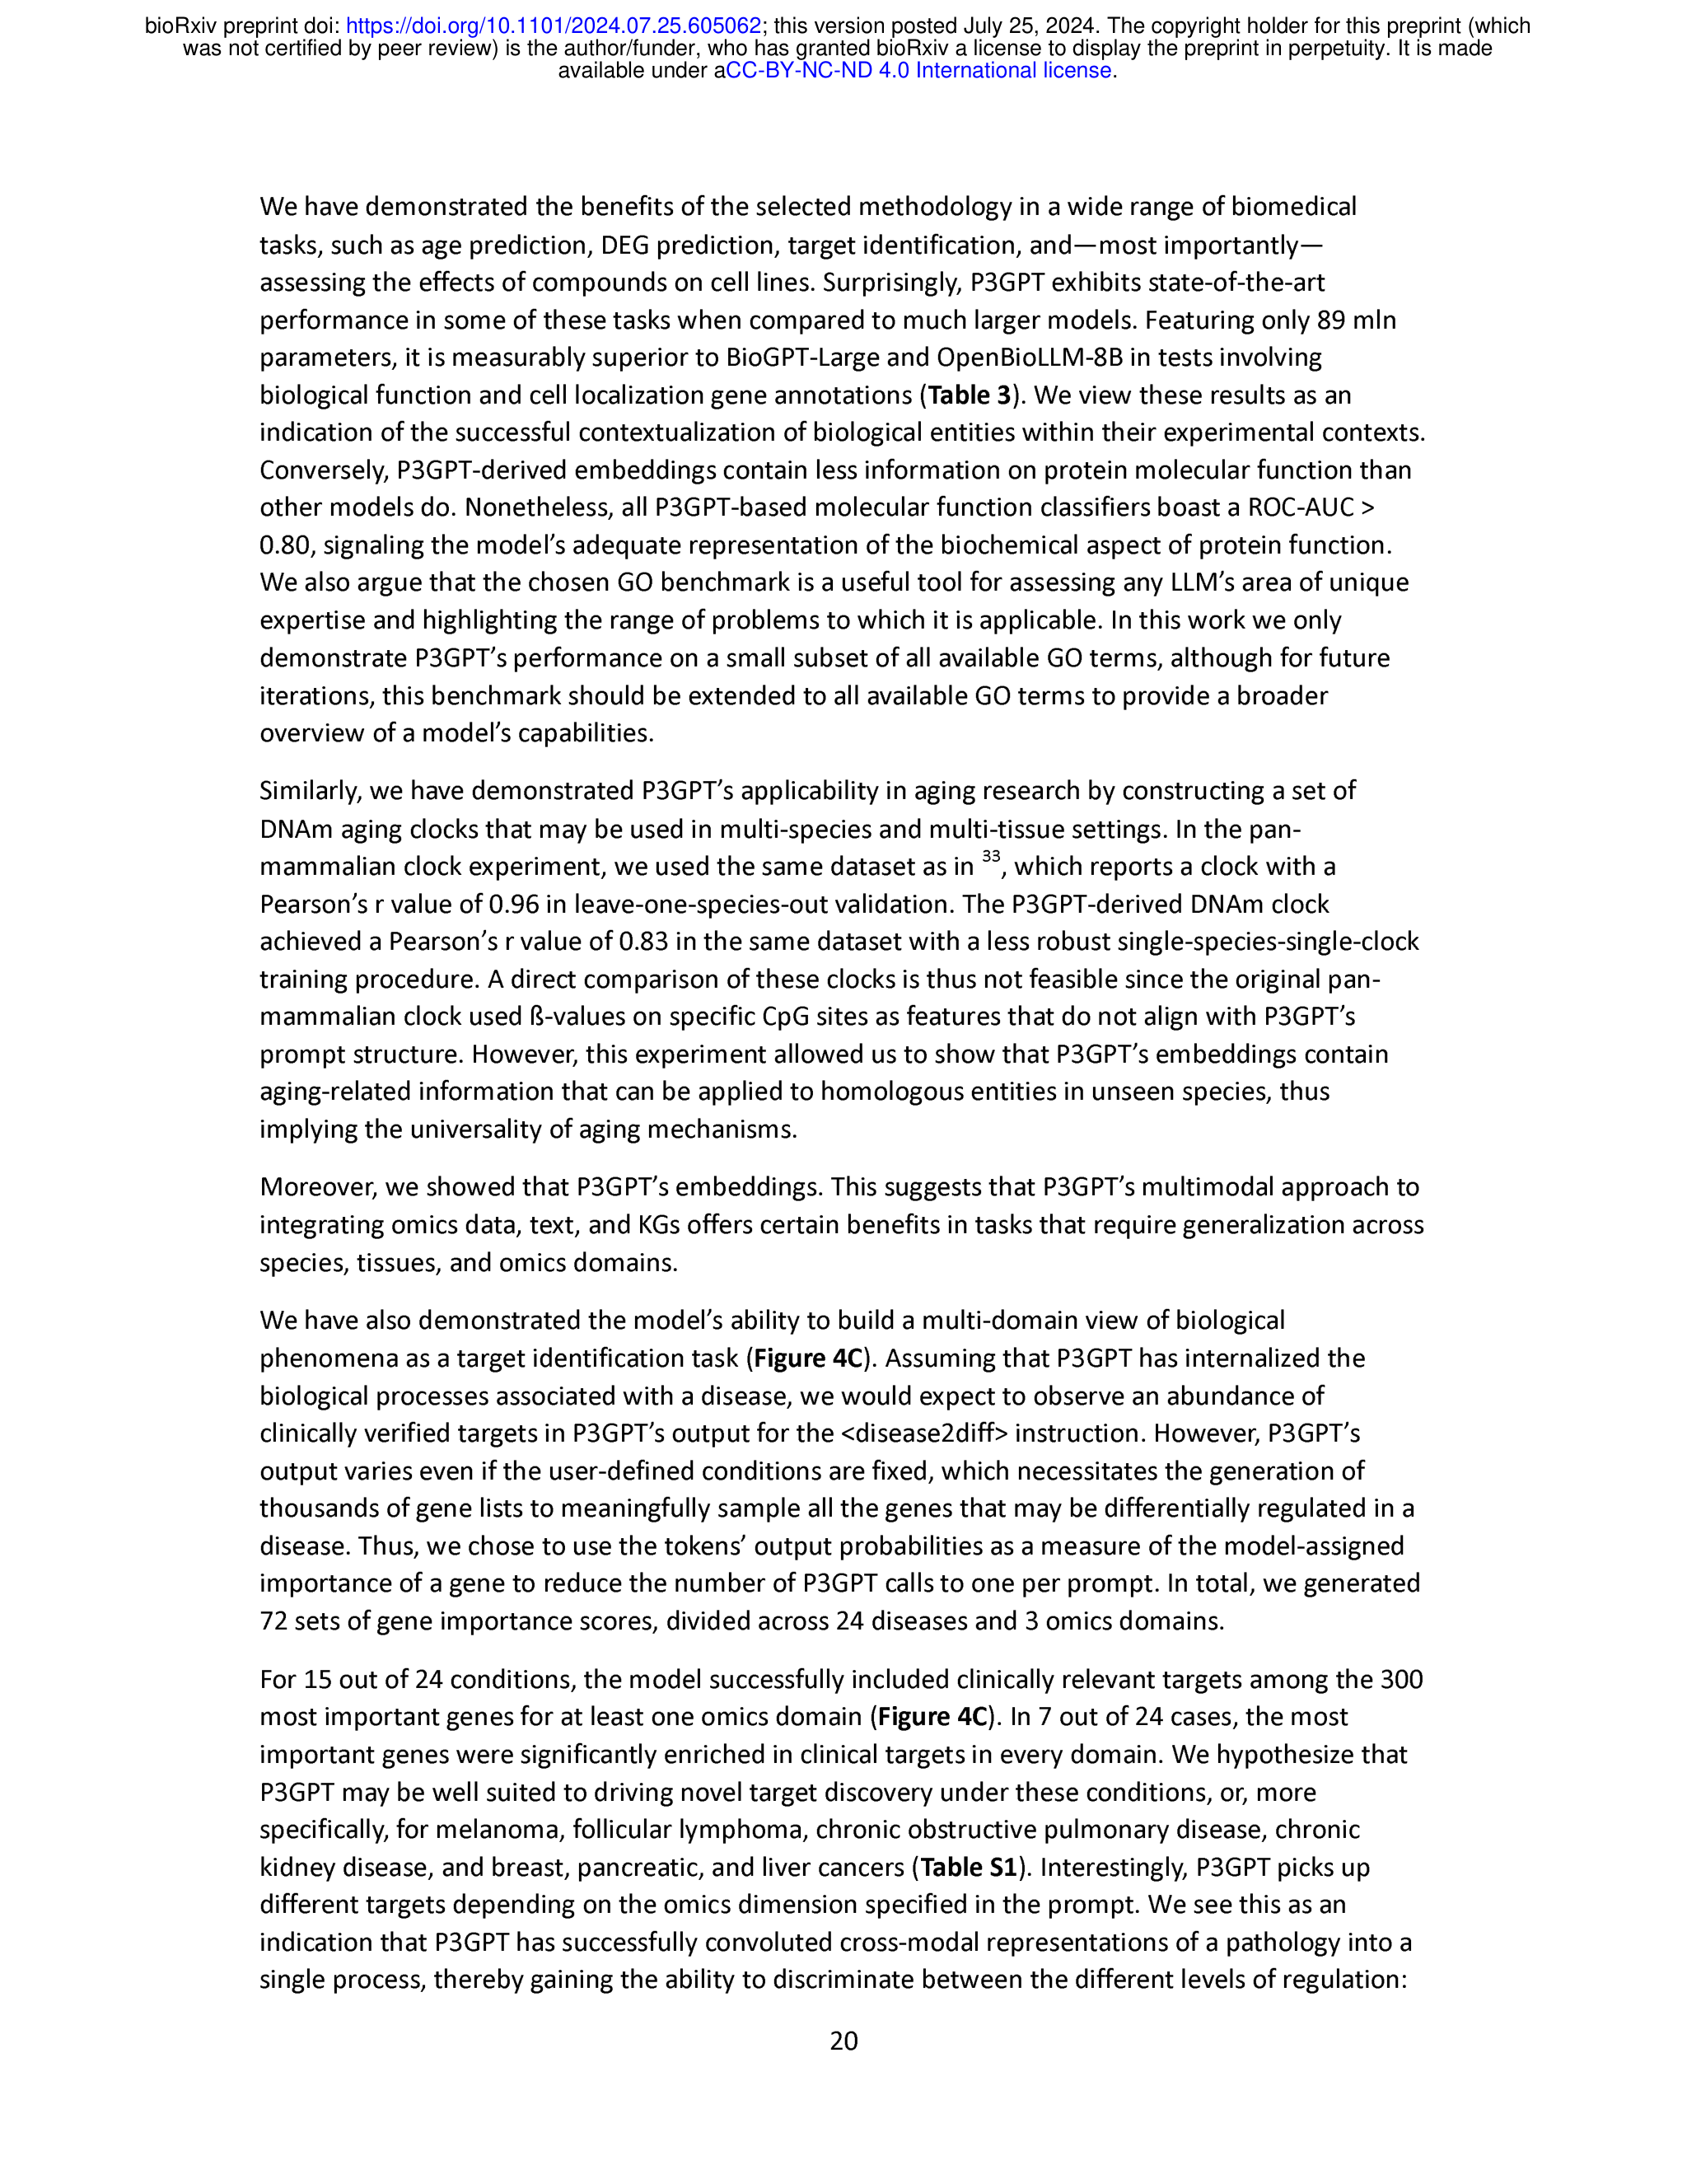 bioRxiv preprint doi: https://doi.org/10.1101/2024.07.25.605062; this version posted July 25, 2024. The copyright holder for this preprint (which
was not certified by peer review) is the author/funder, who has granted bioRxiv a license to display the preprint in perpetuity. It is made
available under aCC-BY-NC-ND 4.0 International license.
We have demonstrated the benefits of the selected methodology in a wide range of biomedical
tasks, such as age prediction, DEG prediction, target identification, and—most importantly—
assessing the effects of compounds on cell lines. Surprisingly, P3GPT exhibits state-of-the-art
performance in some of these tasks when compared to much larger models. Featuring only 89 mln
parameters, it is measurably superior to BioGPT-Large and OpenBioLLM-8B in tests involving
biological function and cell localization gene annotations (Table 3). We view these results as an
indication of the successful contextualization of biological entities within their experimental contexts.
Conversely, P3GPT-derived embeddings contain less information on protein molecular function than
other models do. Nonetheless, all P3GPT-based molecular function classifiers boast a ROC-AUC >
0.80, signaling the model’s adequate representation of the biochemical aspect of protein function.
We also argue that the chosen GO benchmark is a useful tool for assessing any LLM’s area of unique
expertise and highlighting the range of problems to which it is applicable. In this work we only
demonstrate P3GPT’s performance on a small subset of all available GO terms, although for future
iterations, this benchmark should be extended to all available GO terms to provide a broader
overview of a model’s capabilities.
Similarly, we have demonstrated P3GPT’s applicability in aging research by constructing a set of
DNAm aging clocks that may be used in multi-species and multi-tissue settings. In the pan-
mammalian clock experiment, we used the same dataset as in 33, which reports a clock with a
Pearson’s r value of 0.96 in leave-one-species-out validation. The P3GPT-derived DNAm clock
achieved a Pearson’s r value of 0.83 in the same dataset with a less robust single-species-single-clock
training procedure. A direct comparison of these clocks is thus not feasible since the original pan-
mammalian clock used ß-values on specific CpG sites as features that do not align with P3GPT’s
prompt structure. However, this experiment allowed us to show that P3GPT’s embeddings contain
aging-related information that can be applied to homologous entities in unseen species, thus
implying the universality of aging mechanisms.
Moreover, we showed that P3GPT’s embeddings. This suggests that P3GPT’s multimodal approach to
integrating omics data, text, and KGs offers certain benefits in tasks that require generalization across
species, tissues, and omics domains.
We have also demonstrated the model’s ability to build a multi-domain view of biological
phenomena as a target identification task (Figure 4C). Assuming that P3GPT has internalized the
biological processes associated with a disease, we would expect to observe an abundance of
clinically verified targets in P3GPT’s output for the <disease2diff> instruction. However, P3GPT’s
output varies even if the user-defined conditions are fixed, which necessitates the generation of
thousands of gene lists to meaningfully sample all the genes that may be differentially regulated in a
disease. Thus, we chose to use the tokens’ output probabilities as a measure of the model-assigned
importance of a gene to reduce the number of P3GPT calls to one per prompt. In total, we generated
72 sets of gene importance scores, divided across 24 diseases and 3 omics domains.
For 15 out of 24 conditions, the model successfully included clinically relevant targets among the 300
most important genes for at least one omics domain (Figure 4C). In 7 out of 24 cases, the most
important genes were significantly enriched in clinical targets in every domain. We hypothesize that
P3GPT may be well suited to driving novel target discovery under these conditions, or, more
specifically, for melanoma, follicular lymphoma, chronic obstructive pulmonary disease, chronic
kidney disease, and breast, pancreatic, and liver cancers (Table S1). Interestingly, P3GPT picks up
different targets depending on the omics dimension specified in the prompt. We see this as an
indication that P3GPT has successfully convoluted cross-modal representations of a pathology into a
single process, thereby gaining the ability to discriminate between the different levels of regulation:
20